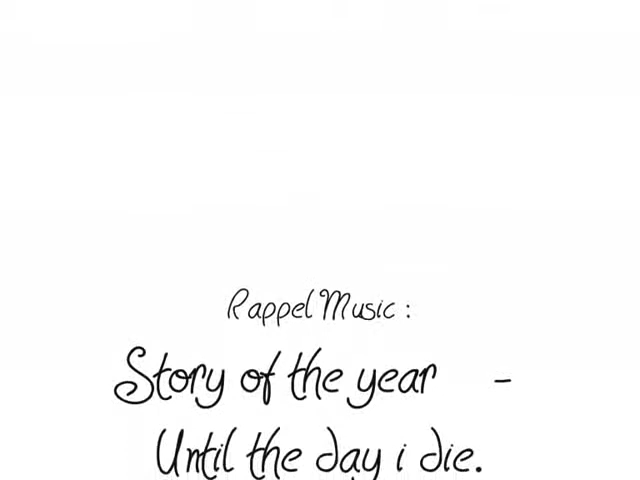 Rappel Music :
Story of the year -
Until the day i die.